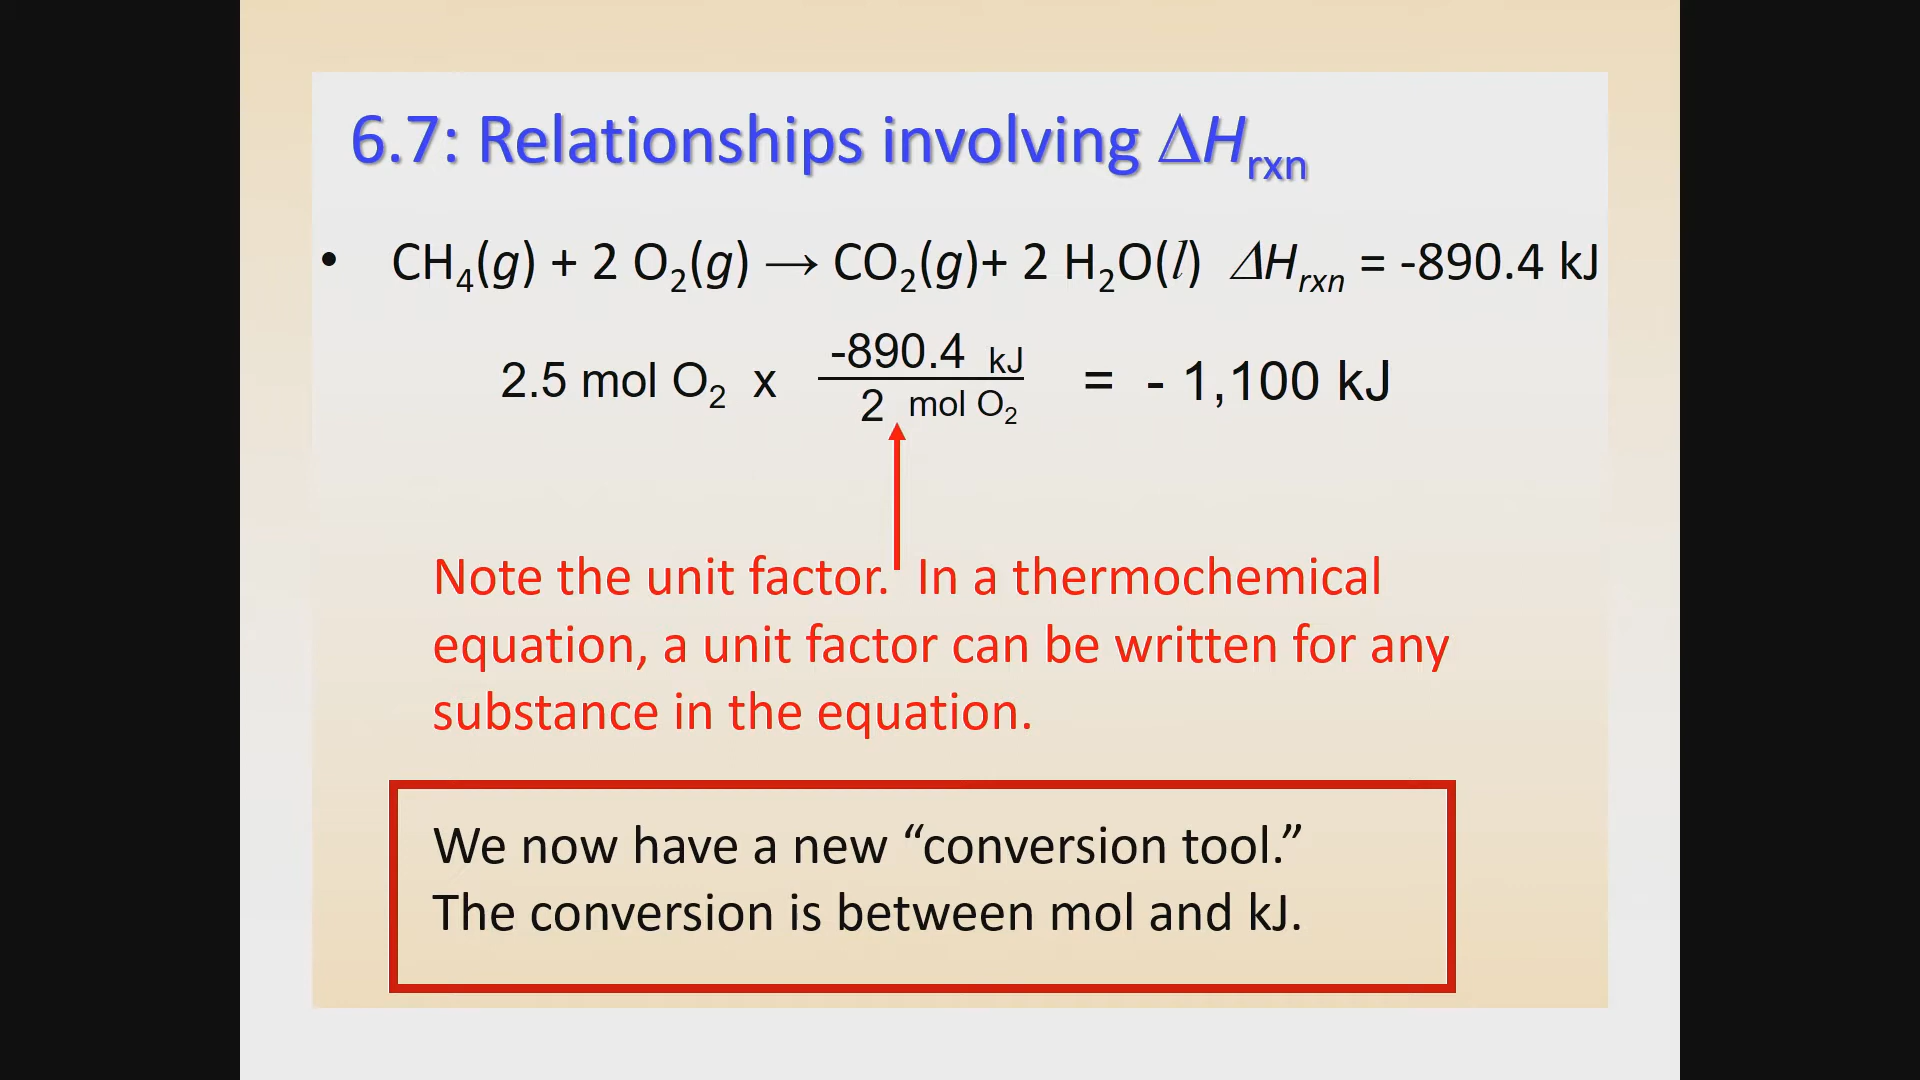 6.7: Relationships involving ΔH_rxn
• CH₄(g) + 2 O₂(g) → CO₂(g)+ 2 H₂O(l) ΔH_rxn = -890.4 kJ
2.5 mol O₂ x -890.4 kJ / 2 mol O₂ = - 1,100 kJ
Note the unit factor. In a thermochemical
equation, a unit factor can be written for any
substance in the equation.
We now have a new “conversion tool.”
The conversion is between mol and kJ.